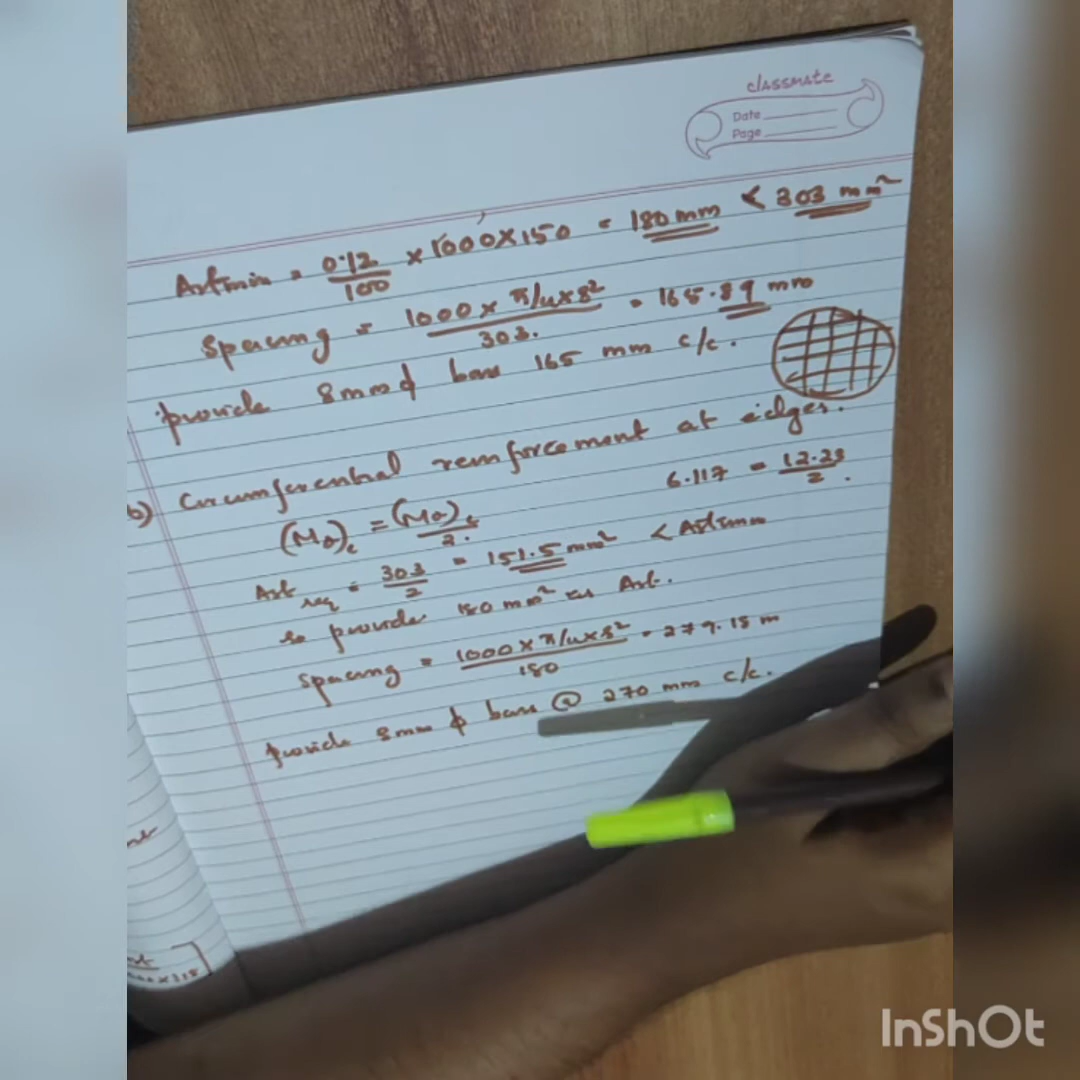 classmate
Date
Page
Astmin = 0.12/100 × 1000×150 = 180 mm < 303 mm²
Spacing = 1000 × π/4×8²/303. = 165.89 mm
provide 8mm ϕ bars 165 mm c/c.
b) Circumferential reinforcement at edges.
(Mθ)e = (Mθ)c/2. 6.117 = 12.23/2.
Ast req = 303/2 = 151.5 mm² < Astmin
so provide 180 mm² as Ast.
Spacing = 1000×π/4×8²/180 = 279.15 m
provide 8mm ϕ bars @ 270 mm c/c.
InShOt